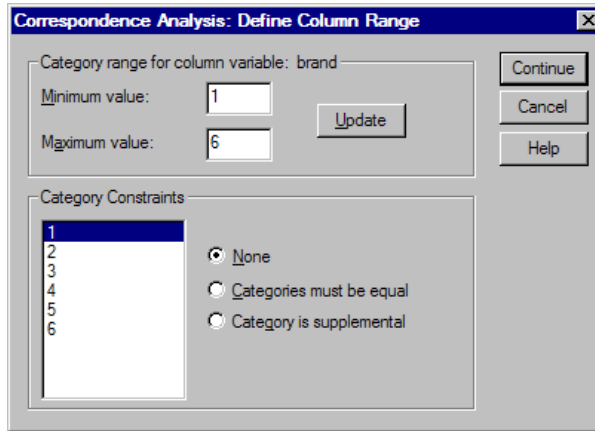 Correspondence Analysis: Define Column Range
Category range for column variable: brand
Minimum value: 1
Maximum value: 6
Update
Continue
Cancel
Help
Category Constraints
1
2
3
4
5
6
None
Categories must be equal
Category is supplemental